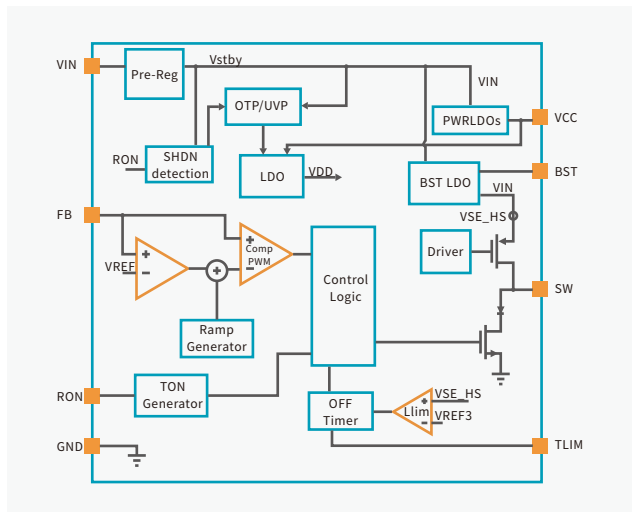 VIN
Pre-Reg
Vstby
VIN
OTP/UVP
PWRLDOs
VCC
RON
SHDN
detection
LDO
VDD
BST LDO
BST
VIN
VSE_HS
FB
Comp
PWM
VREF
Driver
Control
Logic
SW
Ramp
Generator
RON
TON
Generator
OFF
Timer
Llim
VSE_HS
VREF3
GND
TLIM